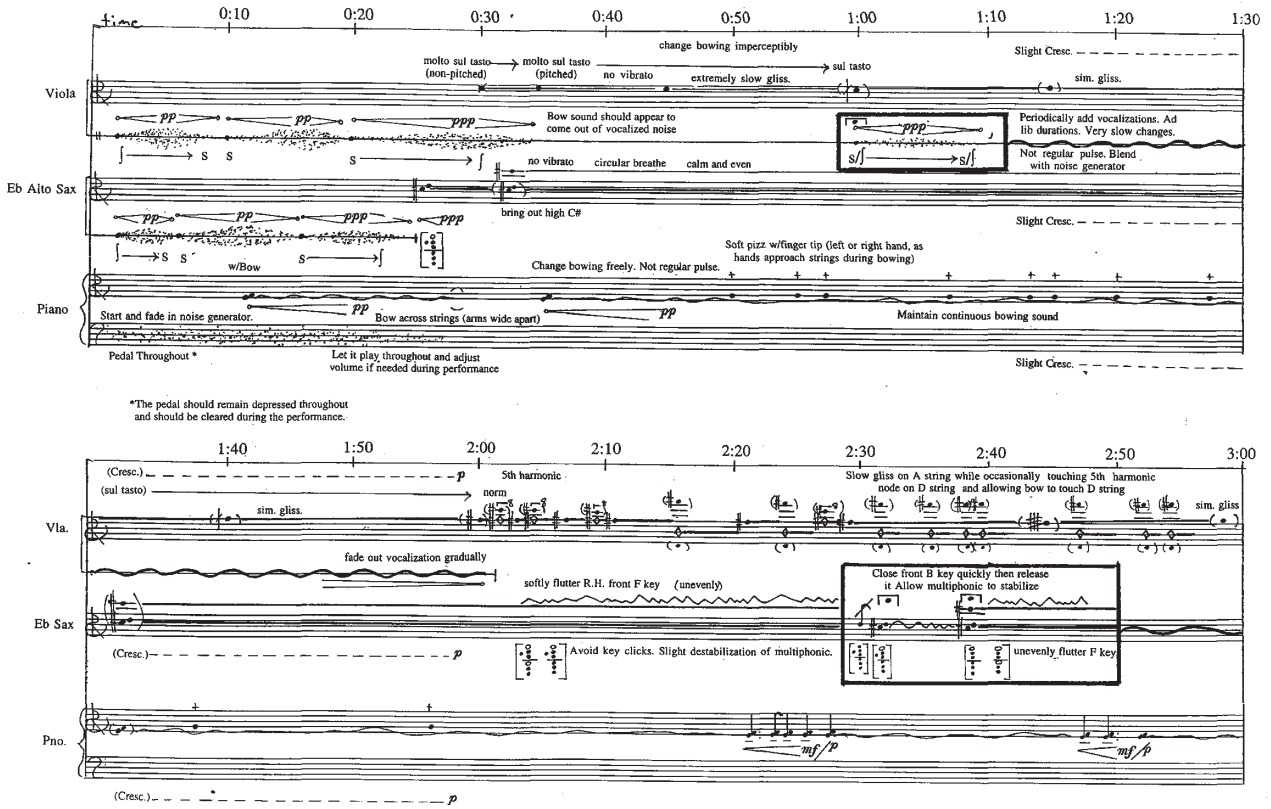 time 0:10 0:20 0:30 0:40 0:50 1:00 1:10 1:20 1:30
change bowing imperceptibly
Slight Cresc.
molto sul tasto molto sul tasto sul tasto
(non-pitched) (pitched) no vibrato extremely slow gliss. sim. gliss.
Viola
pp pp ppp
Bow sound should appear to
come out of vocalized noise
ppp
Periodically add vocalizations. Ad
lib durations. Very slow changes.
ʃ s s s ʃ
s/ʃ s/ʃ
Not regular pulse. Blend
with noise generator
no vibrato circular breathe calm and even
Eb Alto Sax
bring out high C#
pp pp ppp ppp
Slight Cresc.
ʃ s s s ʃ
Soft pizz w/finger tip (left or right hand, as
hands approach strings during bowing)
w/Bow
Change bowing freely. Not regular pulse.
Piano
pp pp
Start and fade in noise generator.
Bow across strings (arms wide apart)
Maintain continuous bowing sound
Pedal Throughout *
Let it play throughout and adjust
volume if needed during performance
Slight Cresc.
*The pedal should remain depressed throughout
and should be cleared during the performance.
1:40 1:50 2:00 2:10 2:20 2:30 2:40 2:50 3:00
(Cresc.) p 5th harmonic
Slow gliss on A string while occasionally touching 5th harmonic
node on D string and allowing bow to touch D string
(sul tasto) norm
sim. gliss. sim. gliss
Vla.
fade out vocalization gradually
softly flutter R.H. front F key (unevenly)
Close front B key quickly then release
it Allow multiphonic to stabilize
Eb Sax
(Cresc.) p
Avoid key clicks. Slight destabilization of multiphonic.
unevenly flutter F key
Pno.
mf/p mf/p
(Cresc.) p